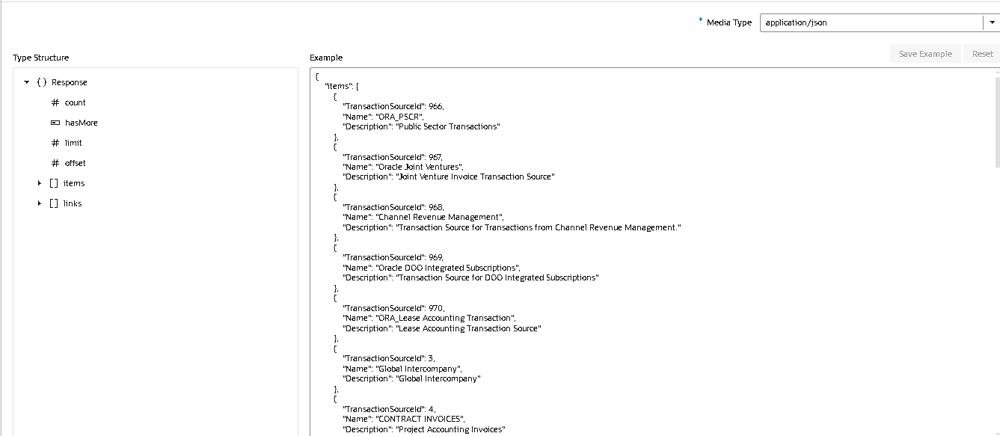 * Media Type application/json
Type Structure
Example
Save Example
Reset
{} Response
# count
hasMore
# limit
# offset
[] items
[] links
{
"items": [
{
"TransactionSourceId": 966,
"Name": "ORA_PSCR",
"Description": "Public Sector Transactions"
},
{
"TransactionSourceId": 967,
"Name": "Oracle Joint Ventures",
"Description": "Joint Venture Invoice Transaction Source"
},
{
"TransactionSourceId": 968,
"Name": "Channel Revenue Management",
"Description": "Transaction Source for Transactions from Channel Revenue Management."
},
{
"TransactionSourceId": 969,
"Name": "Oracle DOO Integrated Subscriptions",
"Description": "Transaction Source for DOO Integrated Subscriptions"
},
{
"TransactionSourceId": 970,
"Name": "ORA_Lease Accounting Transaction",
"Description": "Lease Accounting Transaction Source"
},
{
"TransactionSourceId": 3,
"Name": "Global Intercompany",
"Description": "Global Intercompany"
},
{
"TransactionSourceId": 4,
"Name": "CONTRACT INVOICES",
"Description": "Project Accounting Invoices"